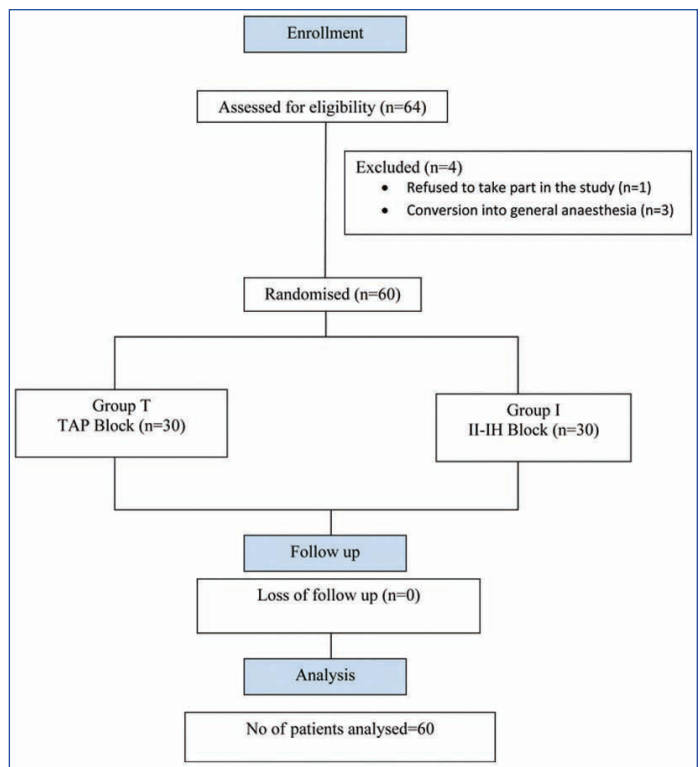 Enrollment
Assessed for eligibility (n=64)
Excluded (n=4)
• Refused to take part in the study (n=1)
• Conversion into general anaesthesia (n=3)
Randomised (n=60)
Group T
TAP Block (n=30)
Group I
II-IH Block (n=30)
Follow up
Loss of follow up (n=0)
Analysis
No of patients analysed=60